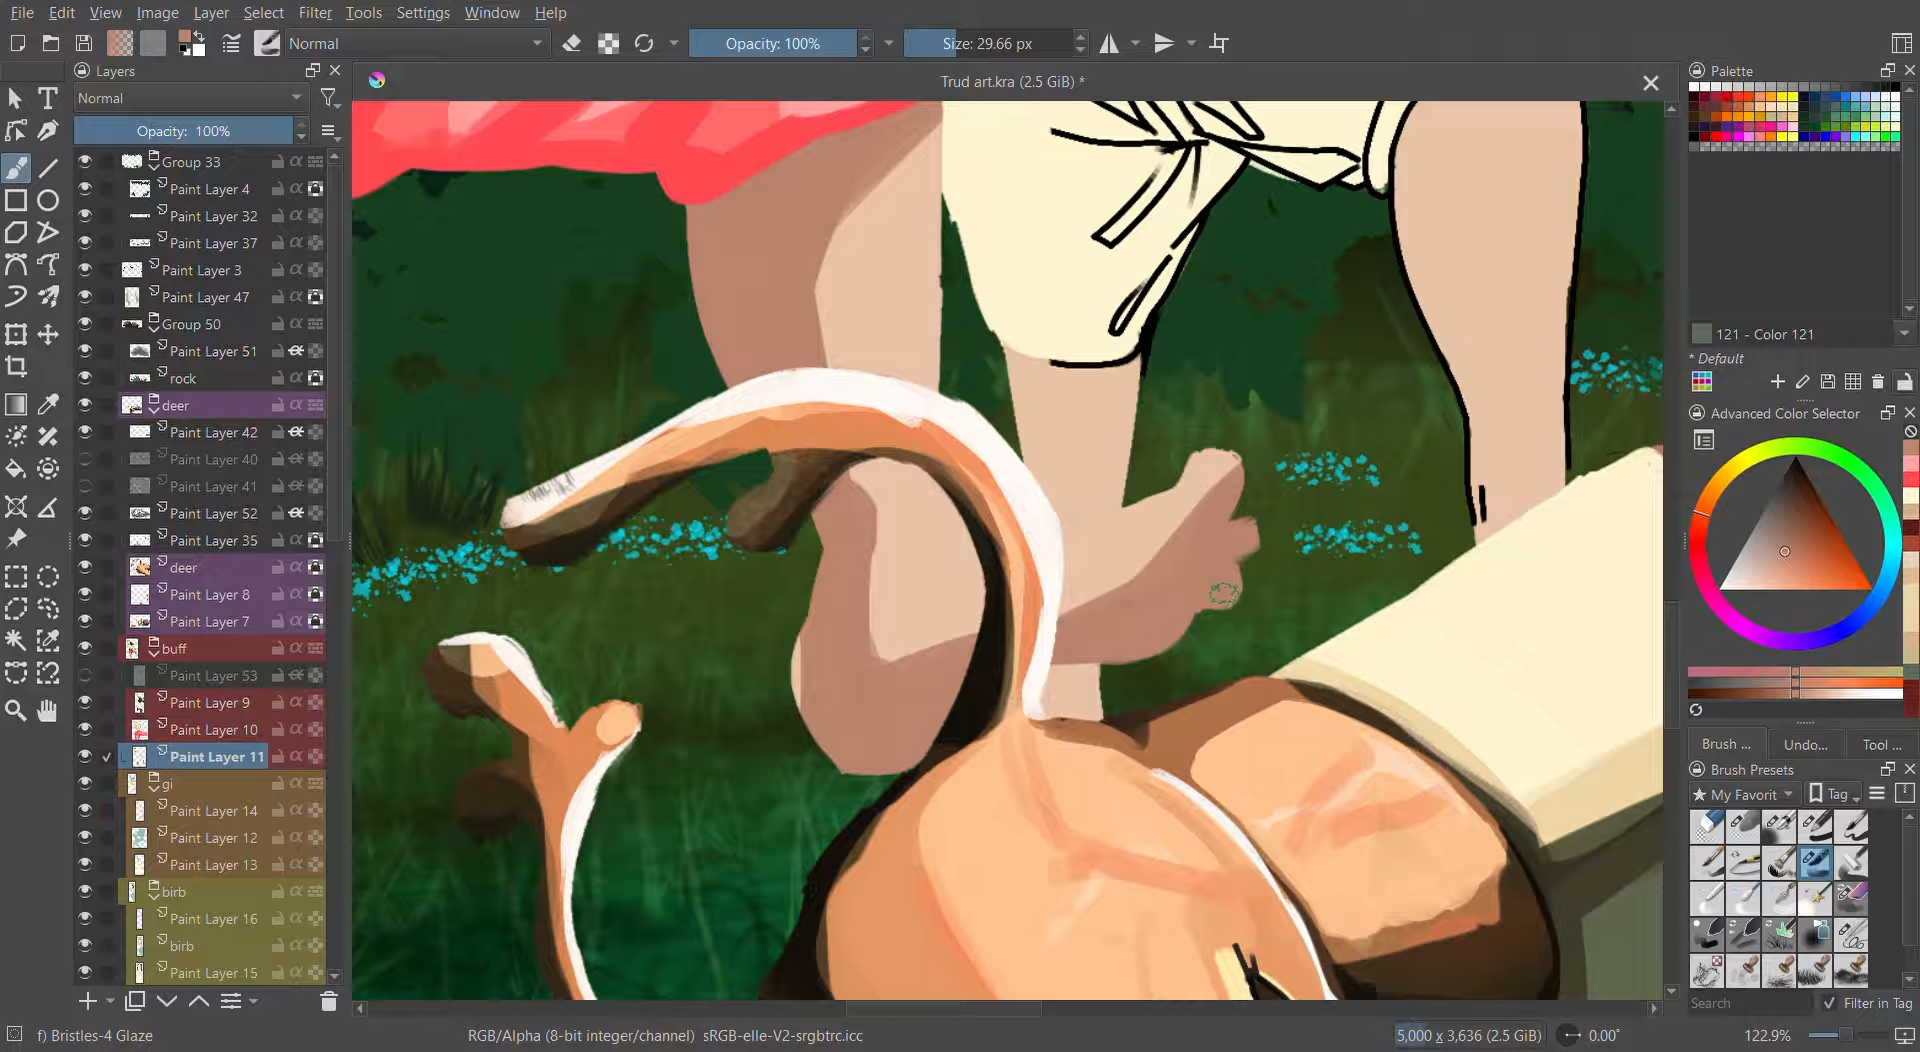 File Edit View Image Layer Select Filter Tools Settings Window Help
Normal Opacity: 100% Size: 29.66 px
Layers
Trud art.kra (2.5 GiB) *
Palette
Normal
Opacity: 100%
Group 33
Paint Layer 4
Paint Layer 32
Paint Layer 37
Paint Layer 3
Paint Layer 47
Group 50
Paint Layer 51
rock
deer
Paint Layer 42
Paint Layer 40
Paint Layer 41
Paint Layer 52
Paint Layer 35
deer
Paint Layer 8
Paint Layer 7
buff
Paint Layer 53
Paint Layer 9
Paint Layer 10
Paint Layer 11
gi
Paint Layer 14
Paint Layer 12
Paint Layer 13
birb
Paint Layer 16
birb
Paint Layer 15
121 - Color 121
* Default
Advanced Color Selector
Brush ... Undo... Tool ...
Brush Presets
★ My Favorit Tag
Search Filter in Tag
f) Bristles-4 Glaze RGB/Alpha (8-bit integer/channel) sRGB-elle-V2-srgbtrc.icc 5,000 x 3,636 (2.5 GiB) 0.00° 122.9%